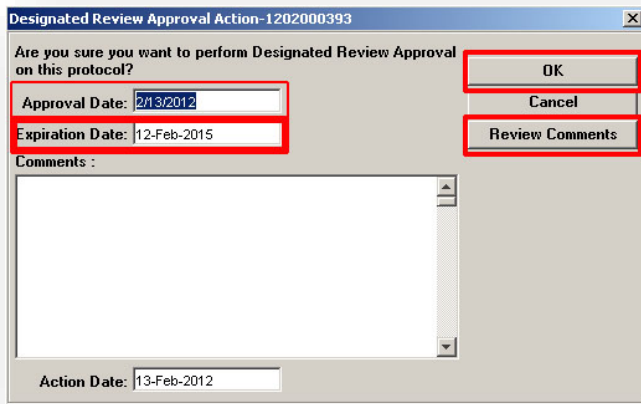 Designated Review Approval Action-1202000393
Are you sure you want to perform Designated Review Approval
on this protocol?
OK
Approval Date: 2/13/2012
Cancel
Expiration Date: 12-Feb-2015
Review Comments
Comments :
Action Date: 13-Feb-2012